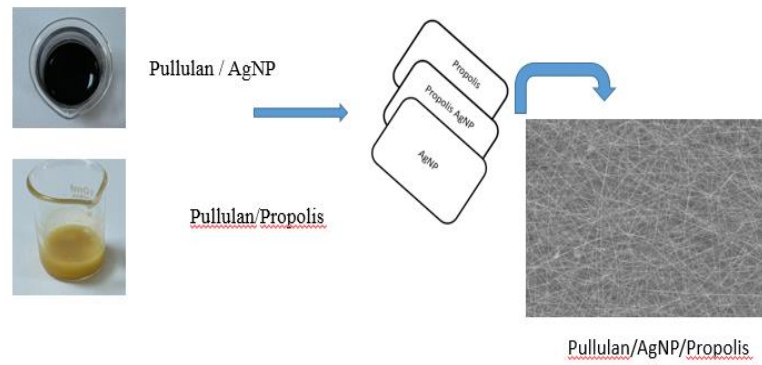 Pullulan / AgNP
Pullulan/Propolis
Propolis
Propolis AgNP
AgNP
Pullulan/AgNP/Propolis